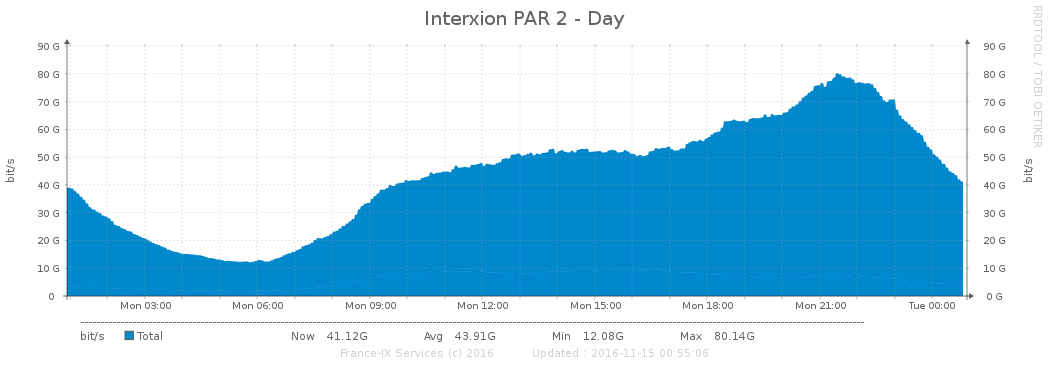 Interxion PAR 2 - Day
RRDTOOL / TOBI OETIKER
90 G 90 G
80 G 80 G
70 G 70 G
60 G 60 G
50 G 50 G
40 G 40 G
30 G 30 G
20 G 20 G
10 G 10 G
0 0 G
bit/s
bit/s
Mon 03:00 Mon 06:00 Mon 09:00 Mon 12:00 Mon 15:00 Mon 18:00 Mon 21:00 Tue 00:00
bit/s Total Now 41.12G Avg 43.91G Min 12.08G Max 80.14G
France-IX Services (c) 2016 Updated : 2016-11-15 00:55:06